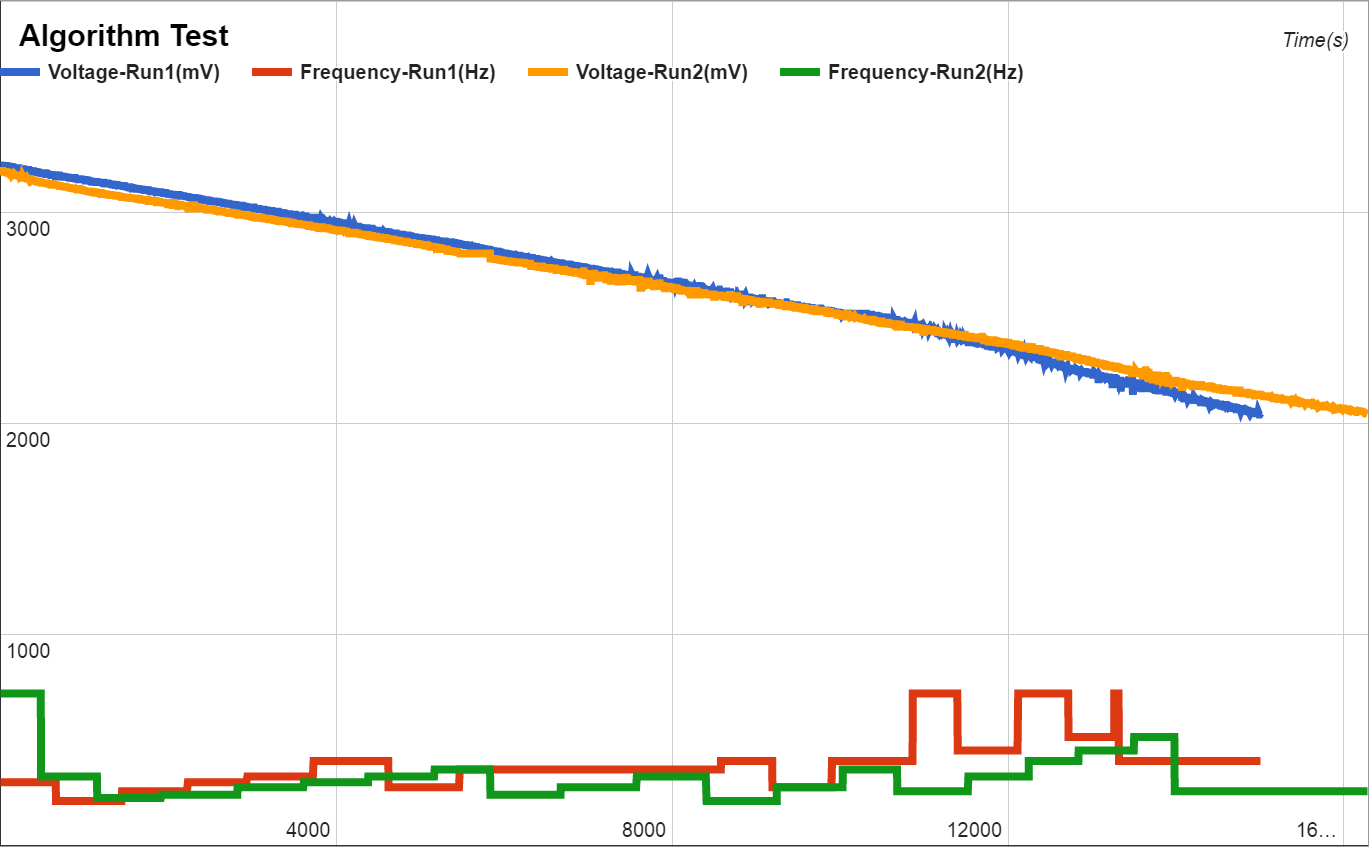 Algorithm Test
Time(s)
Voltage-Run1(mV) Frequency-Run1(Hz) Voltage-Run2(mV) Frequency-Run2(Hz)
3000
2000
1000
4000 8000 12000 16…